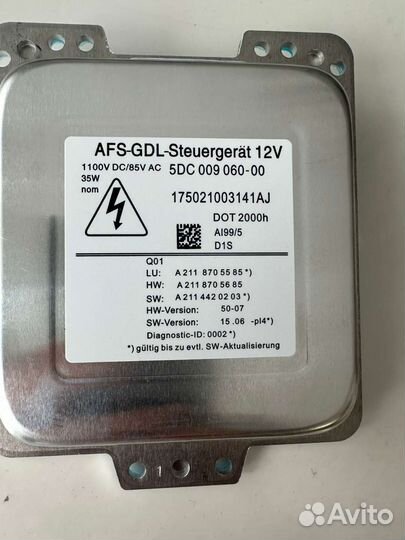 AFS-GDL-Steuergerät 12V
1100V DC/85V AC 5DC 009 060-00
35W
nom
175021003141AJ
DOT 2000h
AI99/5
D1S
Q01
LU: A 211 870 55 85*)
HW: A 211 870 56 85
SW: A 211 442 02 03*)
HW-Version: 50-07
SW-Version: 15 .06 -pl4*)
Diagnostic-ID: 0002 *)
*) gültig bis zu evtl. SW-Aktualisierung
1
Avito